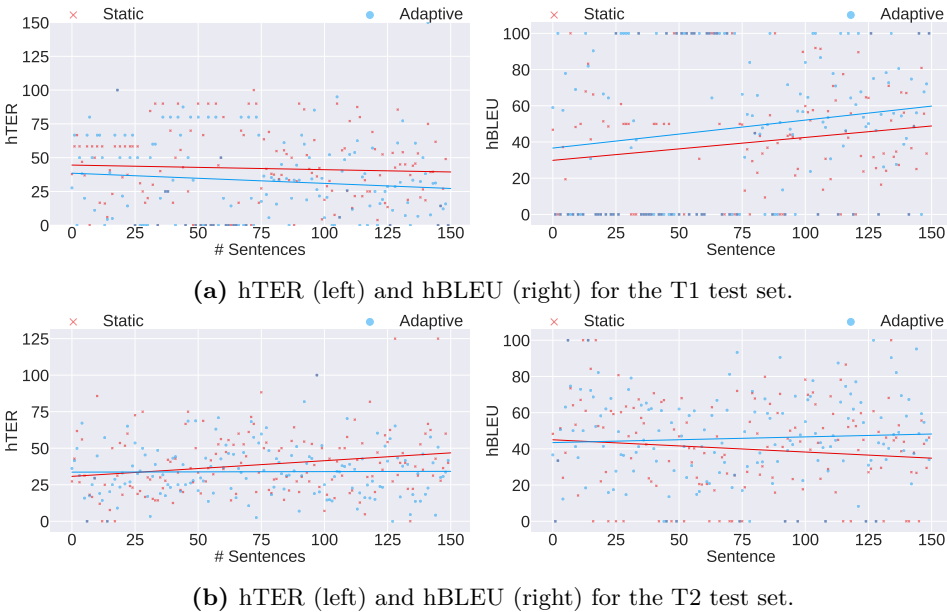 × Static ● Adaptive × Static ● Adaptive
150
125
100
75
50
25
0
hTER
0 25 50 75 100 125 150
# Sentences
100
80
60
40
20
0
hBLEU
0 25 50 75 100 125 150
Sentence
(a) hTER (left) and hBLEU (right) for the T1 test set.
× Static ● Adaptive × Static ● Adaptive
125
100
75
50
25
0
hTER
0 25 50 75 100 125 150
# Sentences
100
80
60
40
20
0
hBLEU
0 25 50 75 100 125 150
Sentence
(b) hTER (left) and hBLEU (right) for the T2 test set.